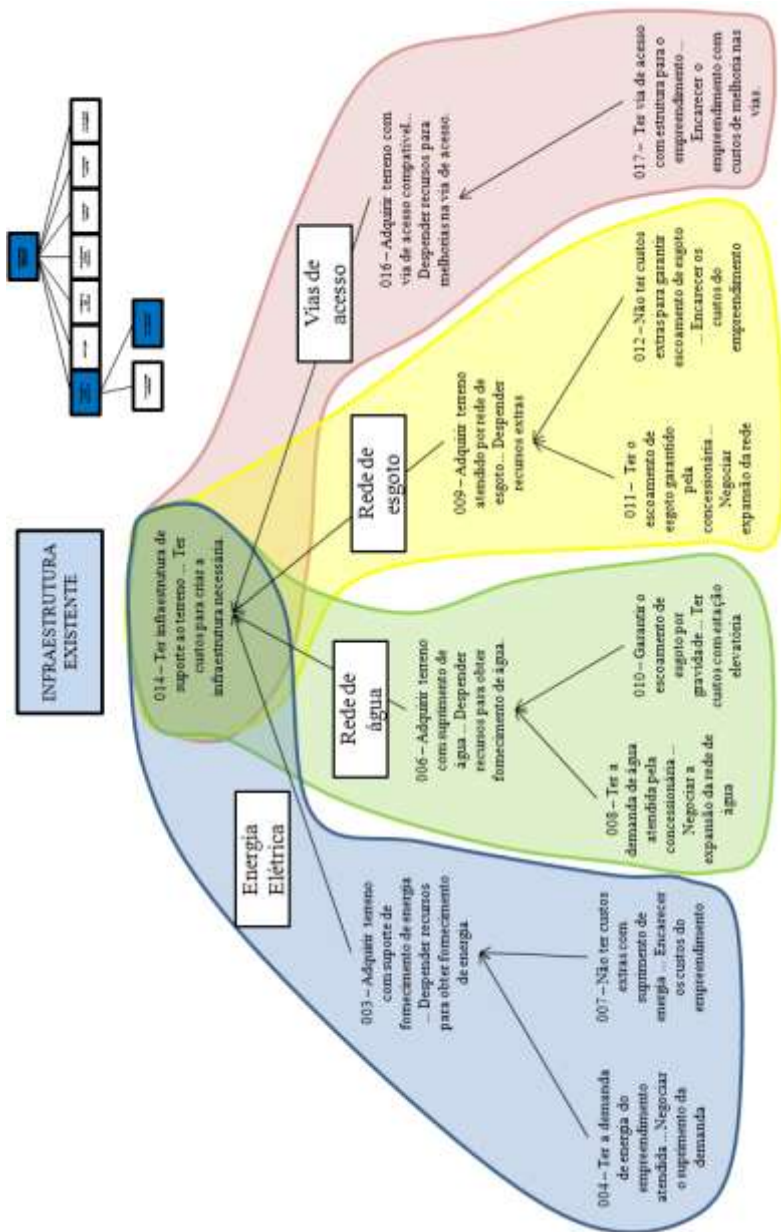 INFRAESTRUTURA
EXISTENTE
014 – Ter infraestrutura de
suporte ao terreno ... Ter
custos para criar a
infraestrutura necessária.
Energia
Elétrica
Rede de
água
Rede de
esgoto
Vias de
acesso
003 – Adquirir terreno
com suporte de
fornecimento de energia
... Despender recursos
para obter fornecimento
de energia
006 – Adquirir terreno
com suprimento de
água ... Despender
recursos para obter
fornecimento de água.
009 – Adquirir terreno
atendido por rede de
esgoto... Despender
recursos extras
016 – Adquirir terreno com
via de acesso compatível...
Despender recursos para
melhorias na via de acesso.
004 – Ter a demanda
de energia do
empreendimento
atendida ...Negociar
o suprimento da
demanda
007 – Não ter custos
extras com
suprimento de
energia ... Encarecer
os custos do
empreendimento
008 – Ter a
demanda de água
atendida pela
concessionária ...
Negociar a
expansão da rede de
água
010 – Garantir o
escoamento de
esgoto por
gravidade ... Ter
custos com estação
elevatória
011 – Ter o
escoamento de
esgoto garantido
pela
concessionária ...
Negociar
expansão da rede
012 – Não ter custos
extras para garantir
escoamento de esgoto
... Encarecer os
custos do
empreendimento
017 – Ter via de acesso
com estrutura para o
empreendimento ...
Encarecer o
empreendimento com
custos de melhoria nas
vias.